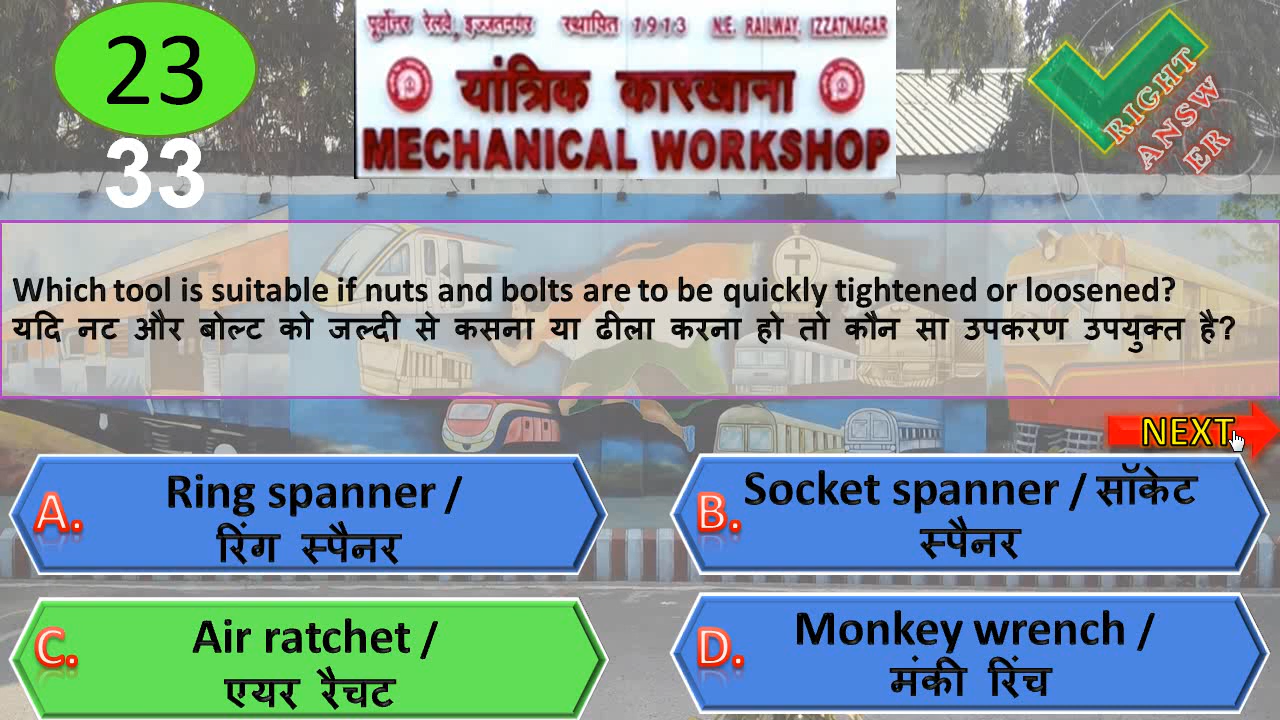 23
33
पूर्वोत्तर रेलवे, इज्जतनगर स्थापित 1913 N.E. RAILWAY, IZZATNAGAR
यांत्रिक कारखाना
MECHANICAL WORKSHOP
RIGHT
ANSW
ER
Which tool is suitable if nuts and bolts are to be quickly tightened or loosened?
यदि नट और बोल्ट को जल्दी से कसना या ढीला करना हो तो कौन सा उपकरण उपयुक्त है?
NEXT
A. Ring spanner /
रिंग स्पैनर
B. Socket spanner / सॉकेट
स्पैनर
C. Air ratchet /
एयर रैचट
D. Monkey wrench /
मंकी रिंच